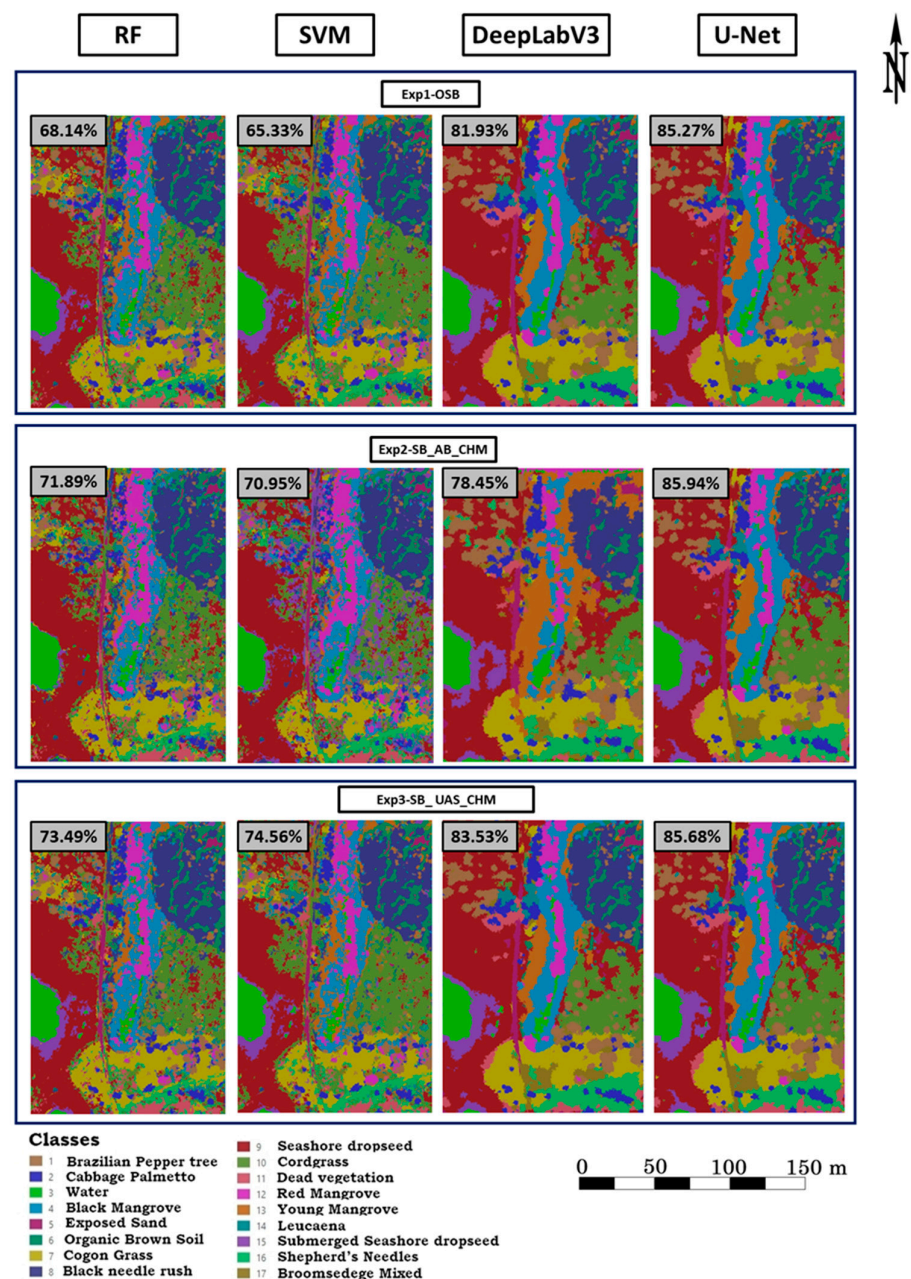 RF SVM DeepLabV3 U-Net
N
Exp1-OSB
68.14% 65.33% 81.93% 85.27%
Exp2-SB_AB_CHM
71.89% 70.95% 78.45% 85.94%
Exp3-SB_ UAS_CHM
73.49% 74.56% 83.53% 85.68%
Classes
1 Brazilian Pepper tree
2 Cabbage Palmetto
3 Water
4 Black Mangrove
5 Exposed Sand
6 Organic Brown Soil
7 Cogon Grass
8 Black needle rush
9 Seashore dropseed
10 Cordgrass
11 Dead vegetation
12 Red Mangrove
13 Young Mangrove
14 Leucaena
15 Submerged Seashore dropseed
16 Shepherd's Needles
17 Broomsedege Mixed
0 50 100 150 m